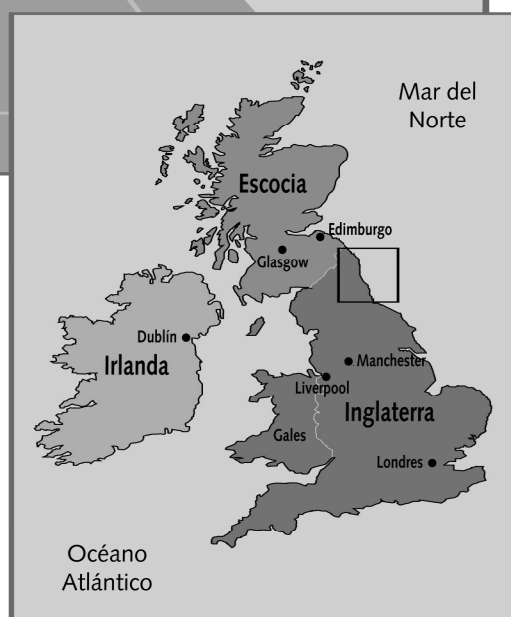 Mar del
Norte
Escocia
Edimburgo
Glasgow
Dublín
Irlanda
Manchester
Liverpool
Inglaterra
Gales
Londres
Océano
Atlántico